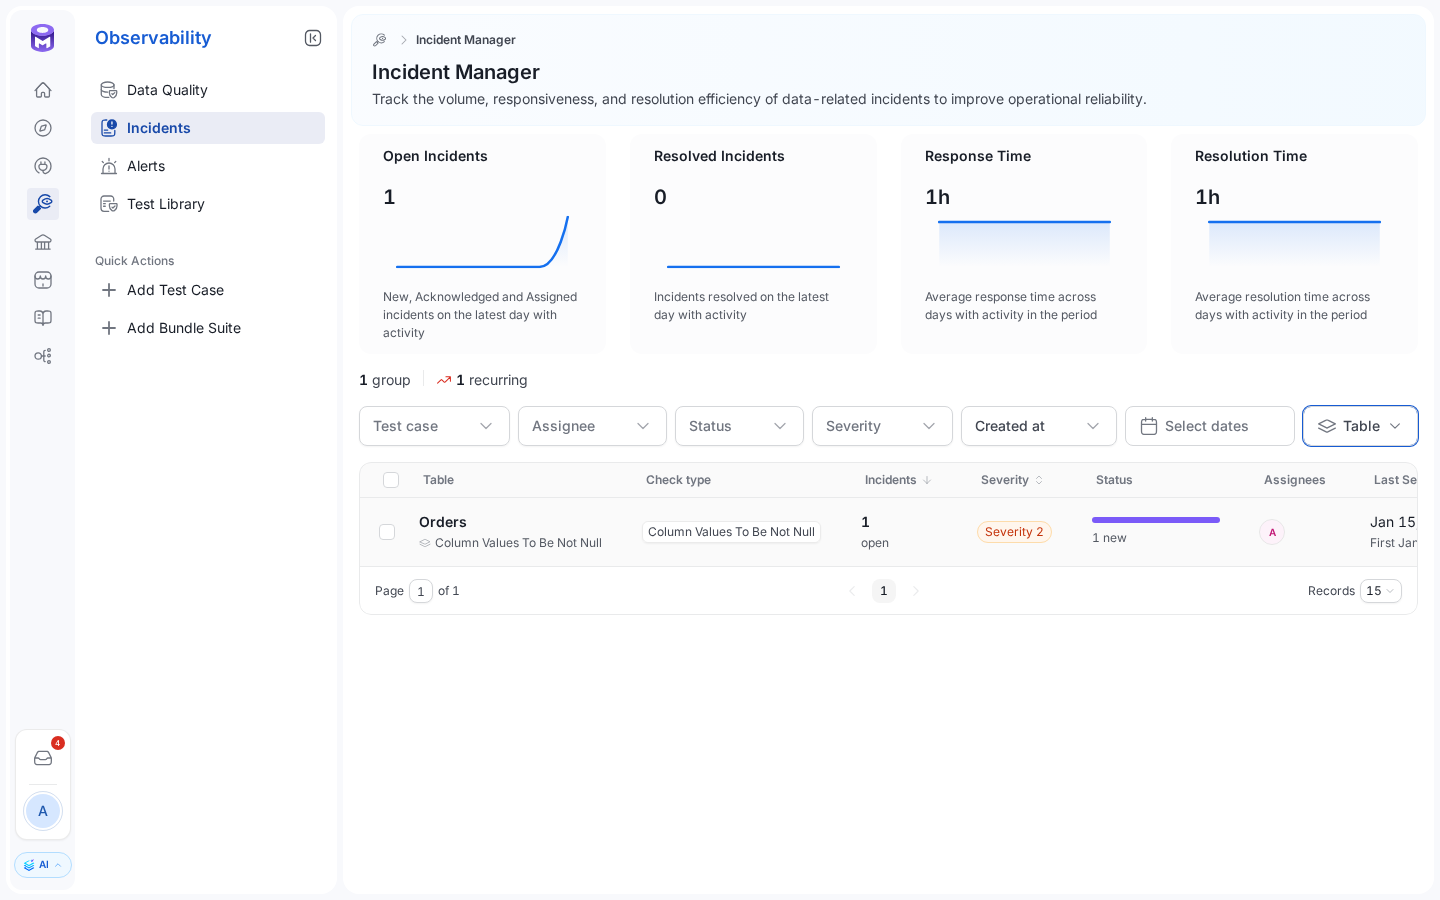 Observability
Data Quality
Incidents
Alerts
Test Library
Quick Actions
Add Test Case
Add Bundle Suite
4
A
AI
Incident Manager
Incident Manager
Track the volume, responsiveness, and resolution efficiency of data-related incidents to improve operational reliability.
Open Incidents
1
New, Acknowledged and Assigned
incidents on the latest day with
activity
Resolved Incidents
0
Incidents resolved on the latest
day with activity
Response Time
1h
Average response time across
days with activity in the period
Resolution Time
1h
Average resolution time across
days with activity in the period
1 group 1 recurring
Test case Assignee Status Severity Created at Select dates Table
Table Check type Incidents Severity Status Assignees Last Se
Orders
Column Values To Be Not Null
Column Values To Be Not Null
1
open
Severity 2
1 new
A
Jan 15
First Jan
Page 1 of 1 1 Records 15